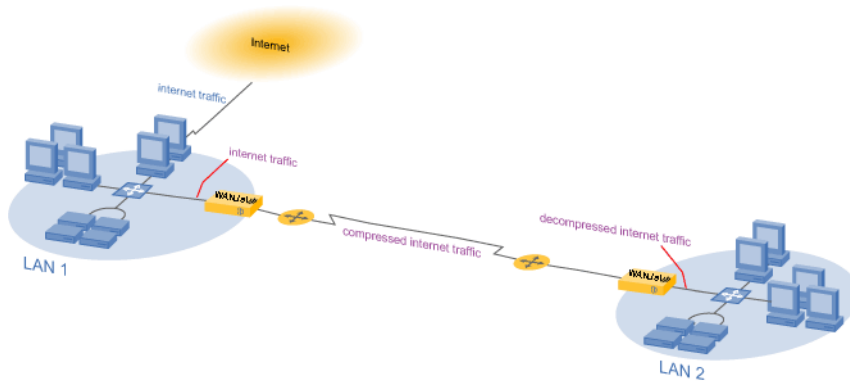 Internet
internet traffic
internet traffic
LAN 1
compressed internet traffic
decompressed internet traffic
LAN 2